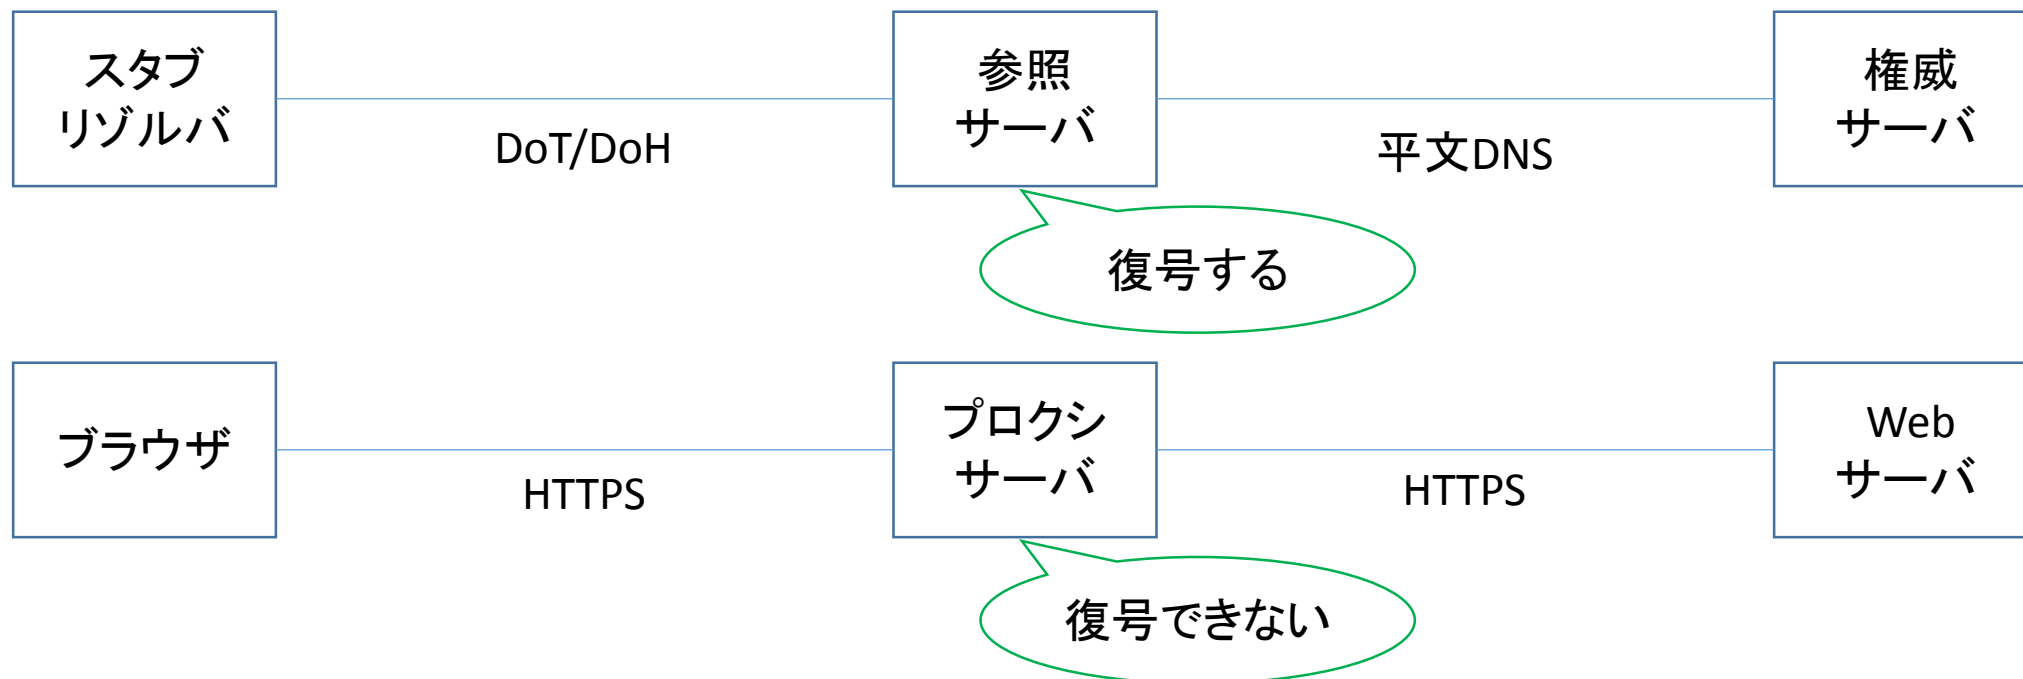 スタブ
リゾルバ
DoT/DoH
参照
サーバ
平文DNS
権威
サーバ
復号する
ブラウザ
HTTPS
プロクシ
サーバ
HTTPS
Web
サーバ
復号できない